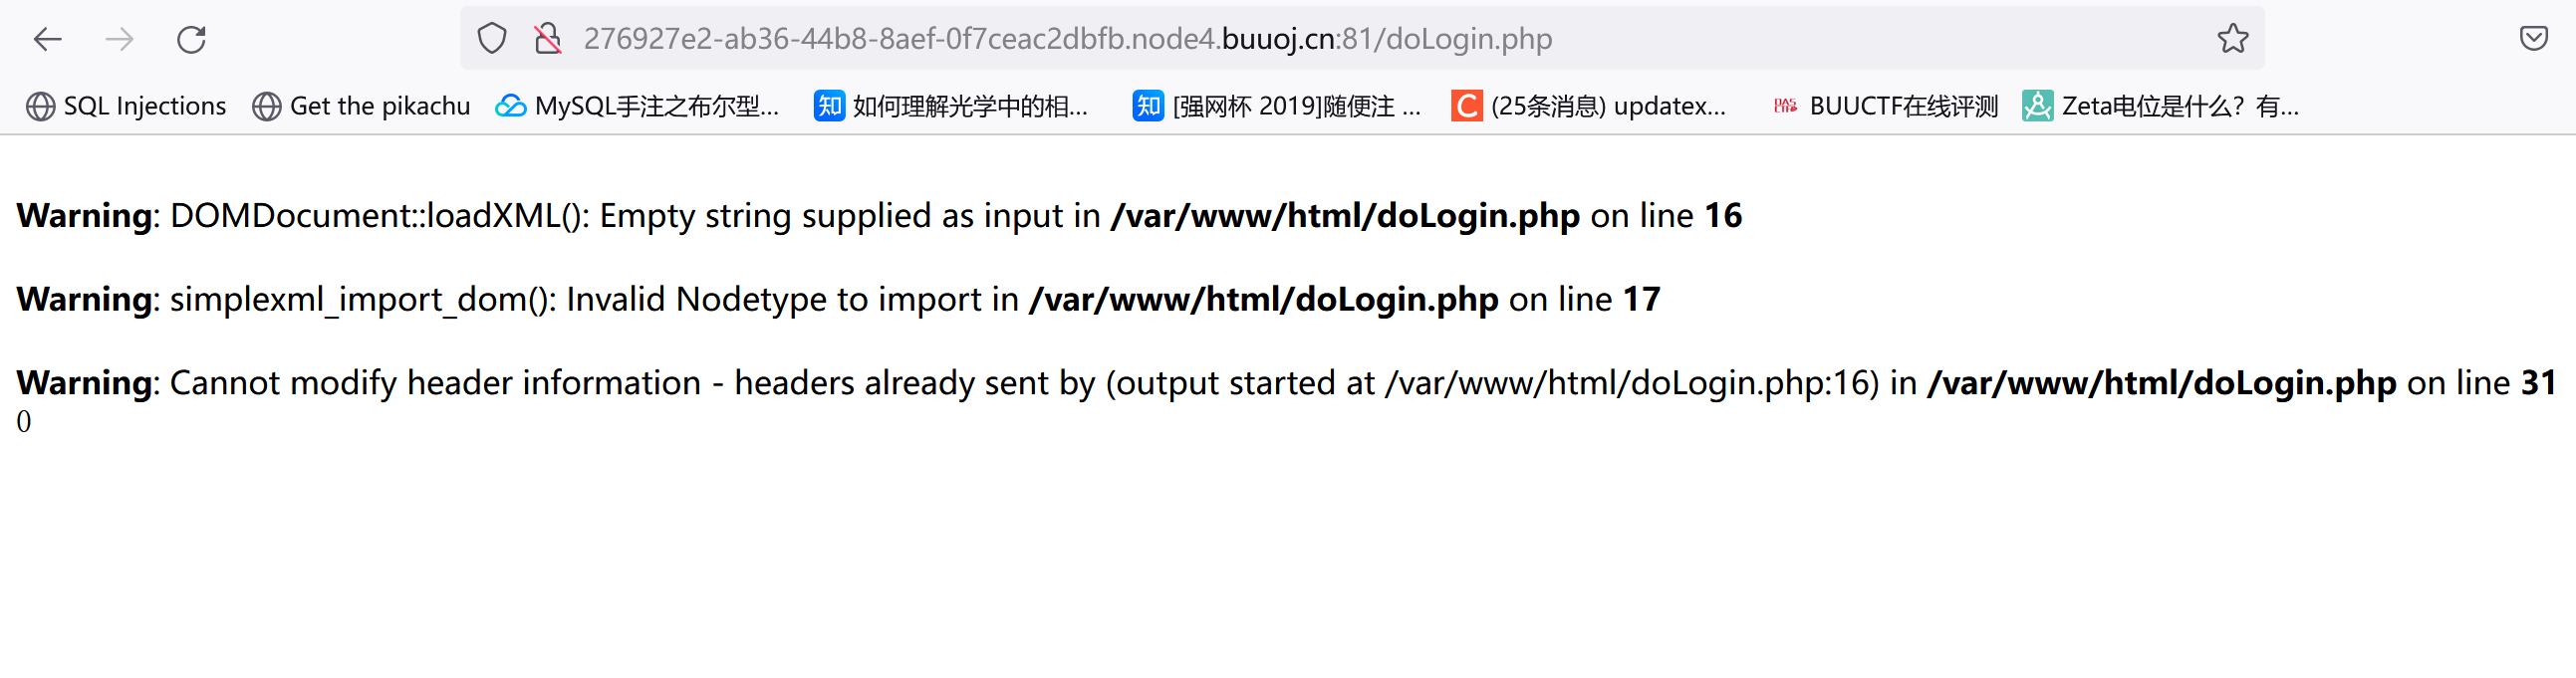 276927e2-ab36-44b8-8aef-0f7ceac2dbfb.node4.buuoj.cn:81/doLogin.php
SQL Injections Get the pikachu MySQL手注之布尔型... 知 如何理解光学中的相... 知 [强网杯 2019]随便注 ... C (25条消息) updatex... BUUCTF在线评测 Zeta电位是什么？有...
Warning: DOMDocument::loadXML(): Empty string supplied as input in /var/www/html/doLogin.php on line 16
Warning: simplexml_import_dom(): Invalid Nodetype to import in /var/www/html/doLogin.php on line 17
Warning: Cannot modify header information - headers already sent by (output started at /var/www/html/doLogin.php:16) in /var/www/html/doLogin.php on line 31
0